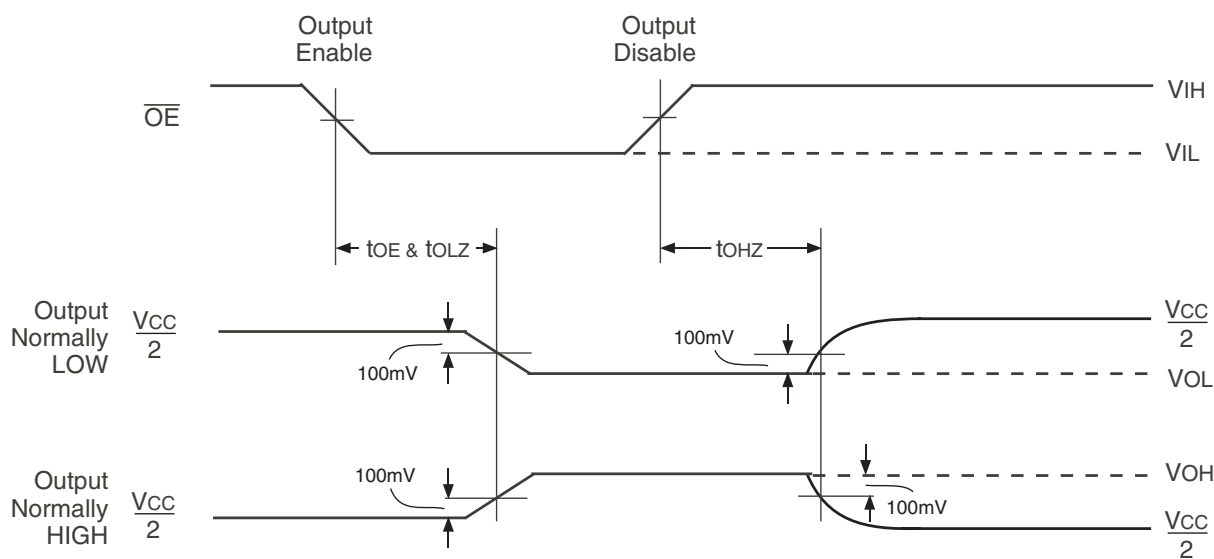 Output
Enable
Output
Disable
OE
VIH
VIL
tOE & tOLZ
tOHZ
Output
Normally
LOW
VCC
2
100mV
100mV
VCC
2
VOL
Output
Normally
HIGH
VCC
2
100mV
VOH
100mV
VCC
2